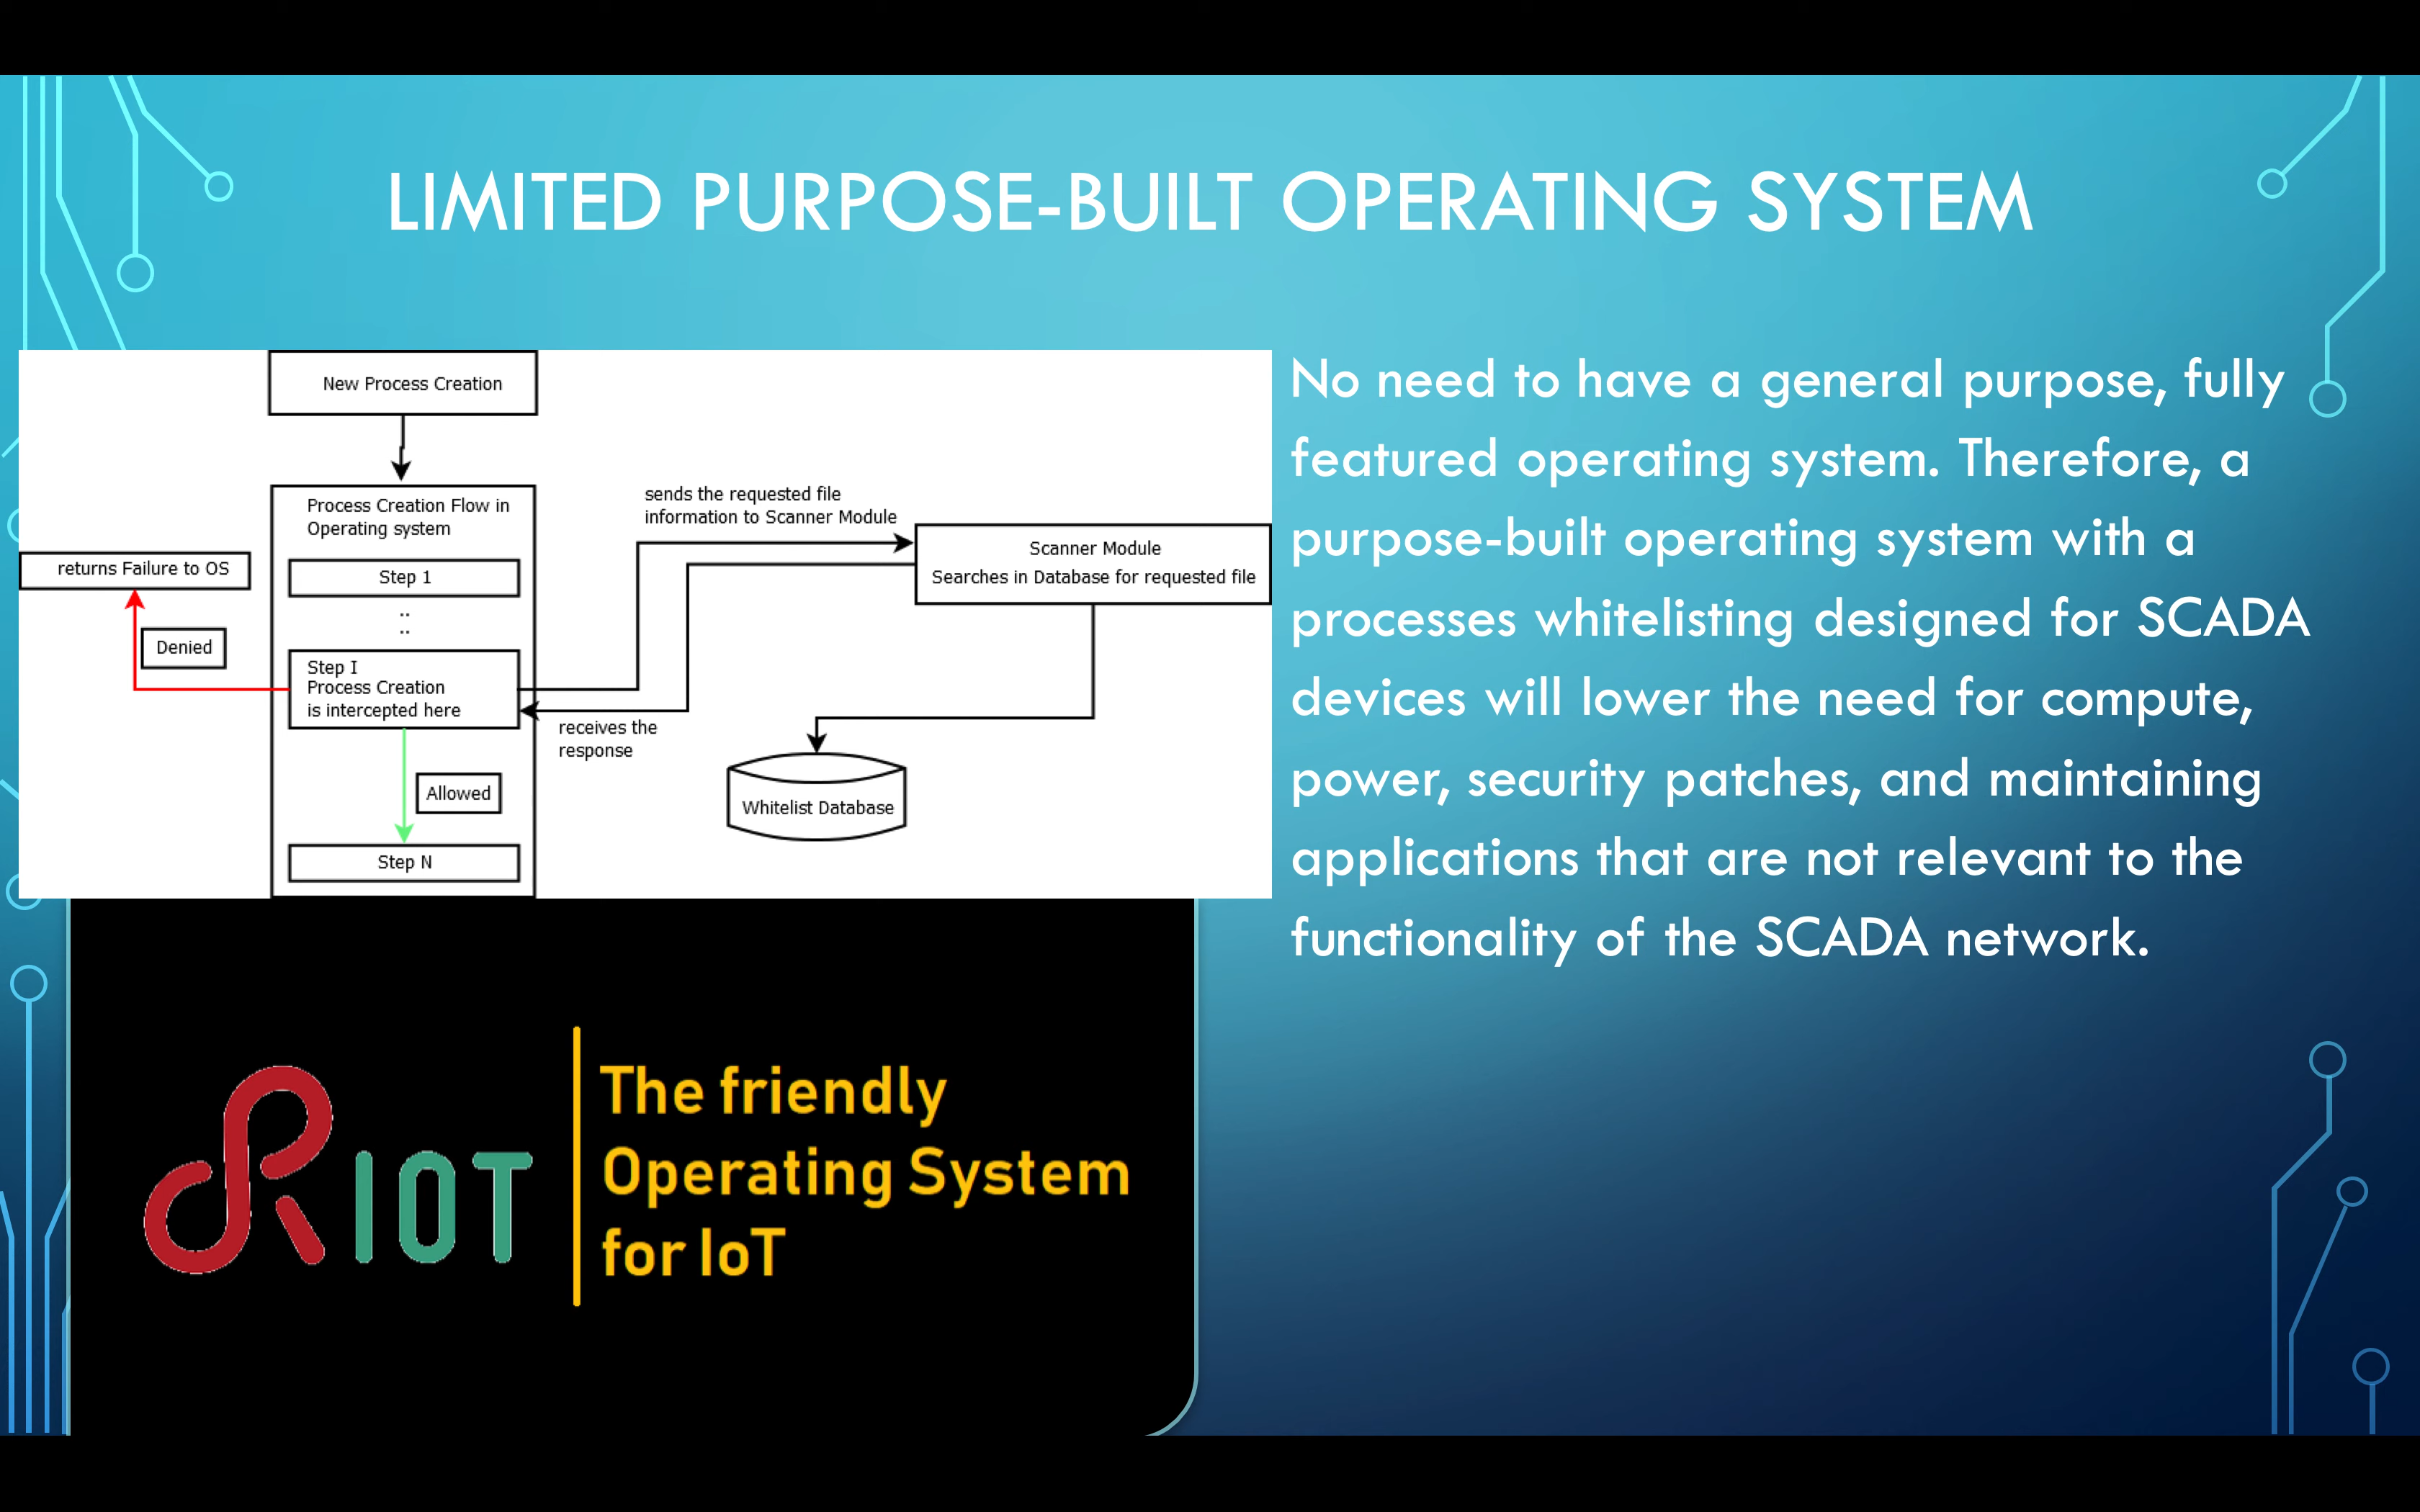 LIMITED PURPOSE-BUILT OPERATING SYSTEM
New Process Creation
Process Creation Flow in
Operating system
Step 1
..
..
Step I
Process Creation
is intercepted here
Step N
returns Failure to OS
Denied
Allowed
sends the requested file
information to Scanner Module
receives the
response
Scanner Module
Searches in Database for requested file
Whitelist Database
No need to have a general purpose, fully
featured operating system. Therefore, a
purpose-built operating system with a
processes whitelisting designed for SCADA
devices will lower the need for compute,
power, security patches, and maintaining
applications that are not relevant to the
functionality of the SCADA network.
RIOT
The friendly
Operating System
for IoT